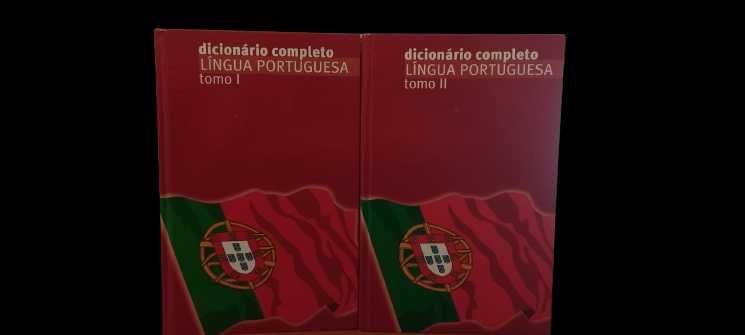 dicionário completo
LÍNGUA PORTUGUESA
tomo I
dicionário completo
LÍNGUA PORTUGUESA
tomo II